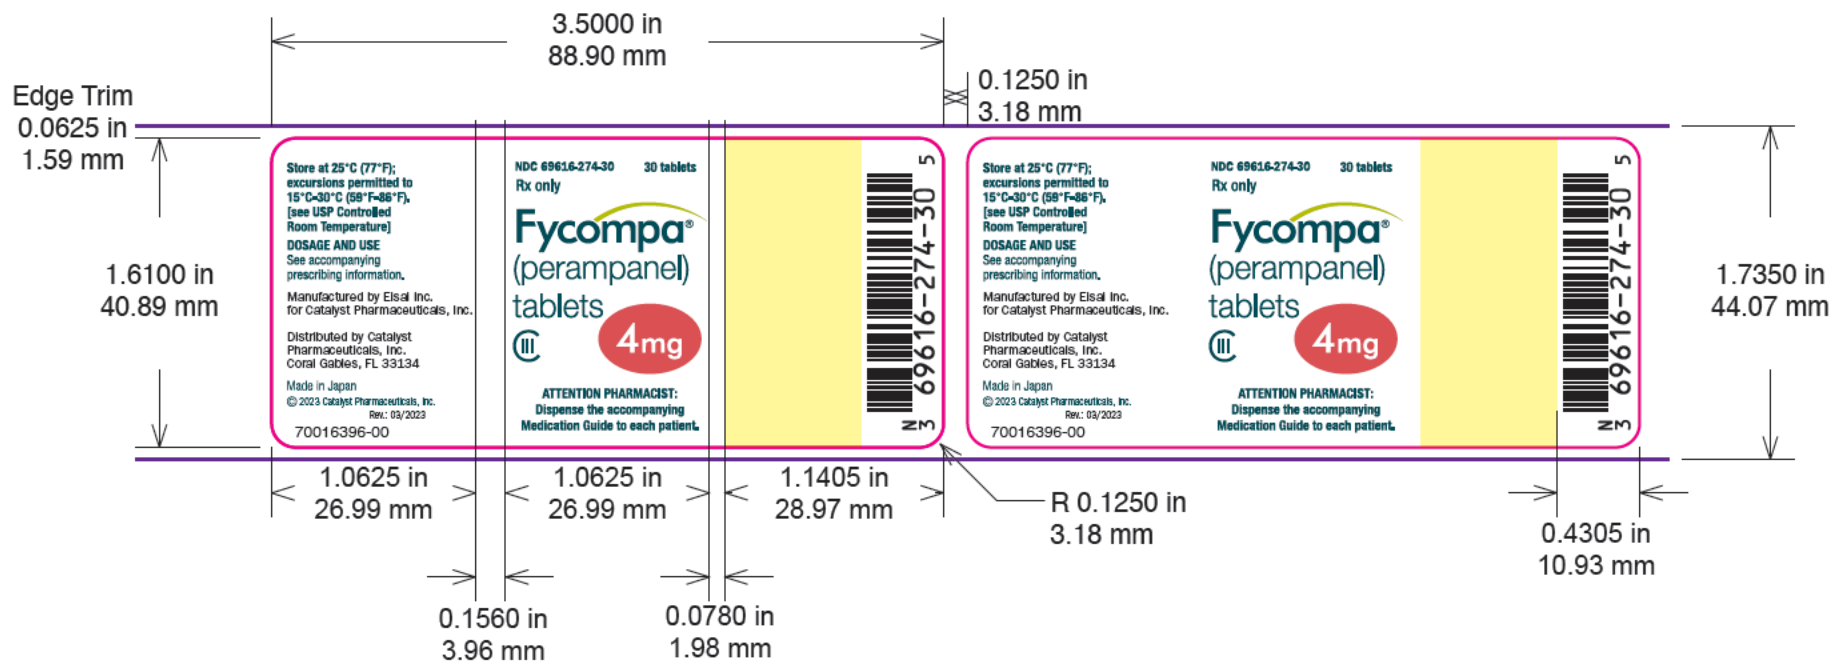 3.5000 in
88.90 mm
0.1250 in
3.18 mm
Edge Trim
0.0625 in
1.59 mm
1.6100 in
40.89 mm
Store at 25°C (77°F);
excursions permitted to
15°C-30°C (59°F-86°F).
[see USP Controlled
Room Temperature]
DOSAGE AND USE
See accompanying
prescribing information.
Manufactured by Eisai Inc.
for Catalyst Pharmaceuticals, Inc.
Distributed by Catalyst
Pharmaceuticals, Inc.
Coral Gables, FL 33134
Made in Japan
© 2023 Catalyst Pharmaceuticals, Inc.
Rev.: 03/2023
70016396-00
NDC 69616-274-30 30 tablets
Rx only
Fycompa®
(perampanel)
tablets
CIII
4 mg
ATTENTION PHARMACIST:
Dispense the accompanying
Medication Guide to each patient.
N
3 69616-274-30 5
Store at 25°C (77°F);
excursions permitted to
15°C-30°C (59°F-86°F).
[see USP Controlled
Room Temperature]
DOSAGE AND USE
See accompanying
prescribing information.
Manufactured by Eisai Inc.
for Catalyst Pharmaceuticals, Inc.
Distributed by Catalyst
Pharmaceuticals, Inc.
Coral Gables, FL 33134
Made in Japan
© 2023 Catalyst Pharmaceuticals, Inc.
Rev.: 03/2023
70016396-00
NDC 69616-274-30 30 tablets
Rx only
Fycompa®
(perampanel)
tablets
CIII
4 mg
ATTENTION PHARMACIST:
Dispense the accompanying
Medication Guide to each patient.
N
3 69616-274-30 5
1.7350 in
44.07 mm
1.0625 in
26.99 mm
1.0625 in
26.99 mm
1.1405 in
28.97 mm
R 0.1250 in
3.18 mm
0.4305 in
10.93 mm
0.1560 in
3.96 mm
0.0780 in
1.98 mm